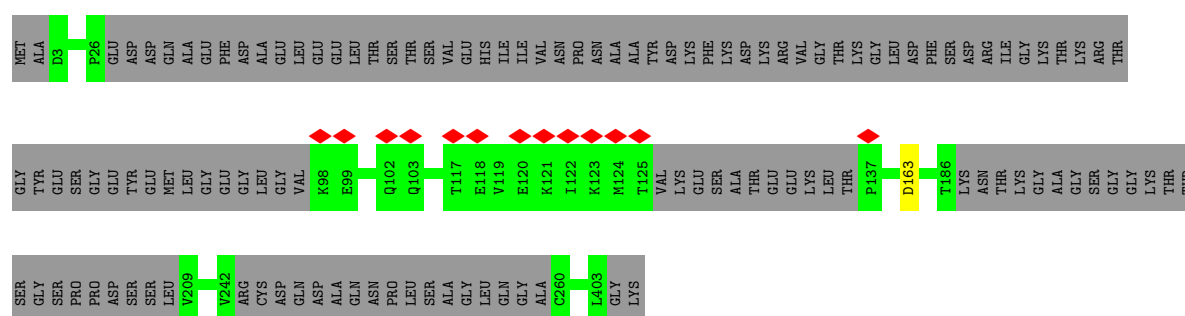 MET ALA D3 P26 GLU ASP ASP GLN ALA GLU PHE ASP ALA GLU LEU GLU GLU LEU THR SER THR SER VAL GLU HIS ILE ILE VAL ASN PRO ASN ALA ALA TYR ASP LYS PHE LYS ASP LYS ARG VAL GLY THR LYS GLY LEU ASP PHE SER ASP ARG ILE GLY LYS THR LYS ARG THR
GLY TYR GLU SER GLY GLU TYR GLU MET LEU GLY GLU GLY LEU GLY VAL K98 E99 Q102 Q103 T117 E118 V119 E120 K121 I122 K123 M124 T125 VAL LYS GLU SER ALA THR GLU GLU LYS LEU THR P137 D163 T186 LYS ASN THR LYS GLY ALA GLY SER GLY GLY LYS THR
SER GLY SER PRO PRO ASP SER SER LEU V209 V242 ARG CYS ASP GLN ASP ALA GLN ASN PRO LEU SER ALA GLY LEU GLN GLY ALA C260 L403 GLY LYS